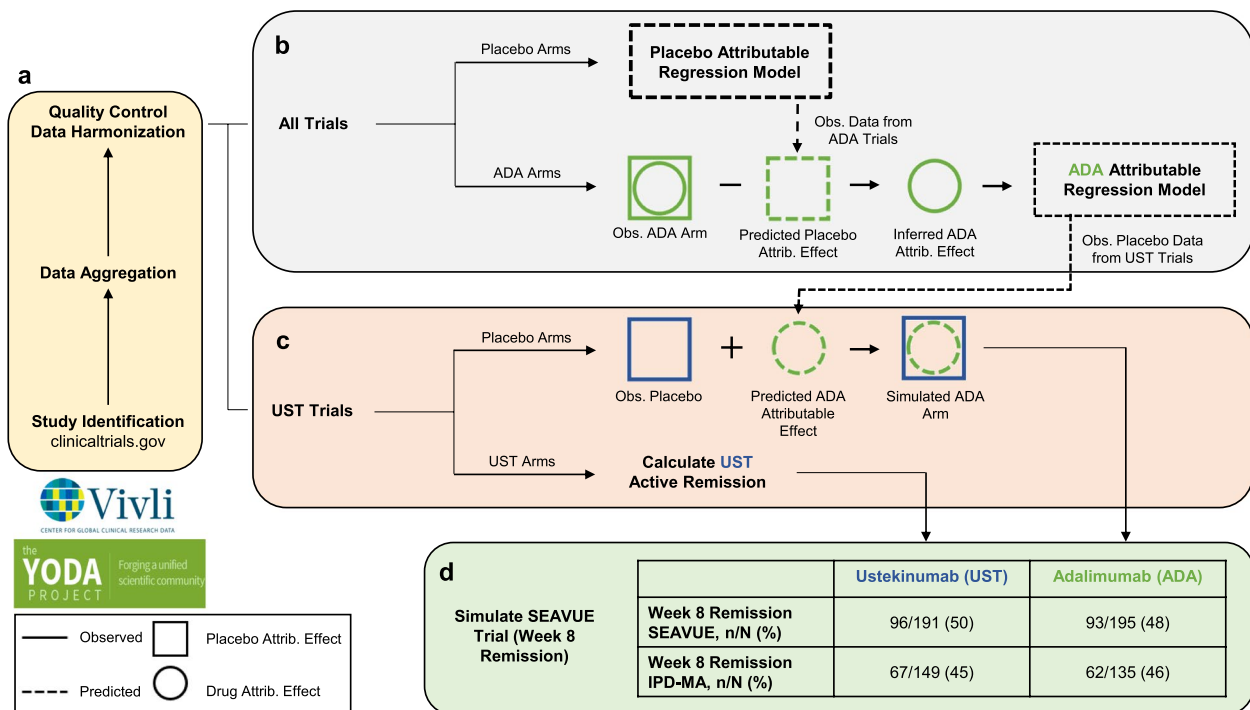 a
Quality Control
Data Harmonization
Data Aggregation
Study Identification
clinicaltrials.gov
Vivli
CENTER FOR GLOBAL CLINICAL RESEARCH DATA
the
YODA
PROJECT
Forging a unified
scientific community
Observed
Placebo Attrib. Effect
Predicted
Drug Attrib. Effect
b
All Trials
Placebo Arms
Placebo Attributable
Regression Model
Obs. Data from
ADA Trials
ADA Arms
Obs. ADA Arm
Predicted Placebo
Attrib. Effect
Inferred ADA
Attrib. Effect
ADA Attributable
Regression Model
Obs. Placebo Data
from UST Trials
c
UST Trials
Placebo Arms
Obs. Placebo
+
Predicted ADA
Attributable
Effect
Simulated ADA
Arm
UST Arms
Calculate UST
Active Remission
d
Simulate SEAVUE
Trial (Week 8
Remission)
Ustekinumab (UST) Adalimumab (ADA)
Week 8 Remission
SEAVUE, n/N (%)
96/191 (50) 93/195 (48)
Week 8 Remission
IPD-MA, n/N (%)
67/149 (45) 62/135 (46)